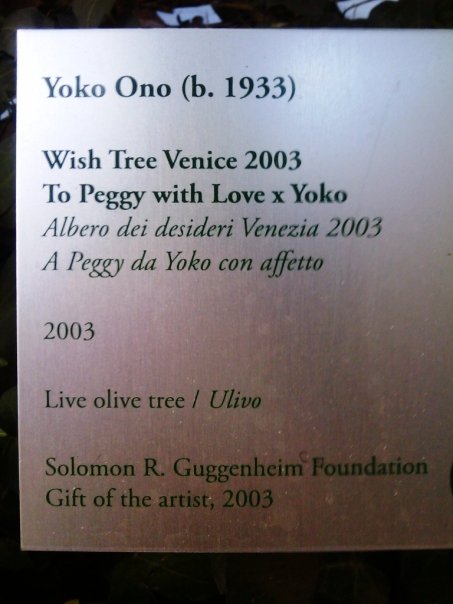 Yoko Ono (b. 1933)
Wish Tree Venice 2003
To Peggy with Love x Yoko
Albero dei desideri Venezia 2003
A Peggy da Yoko con affetto
2003
Live olive tree / Ulivo
Solomon R. Guggenheim Foundation
Gift of the artist, 2003